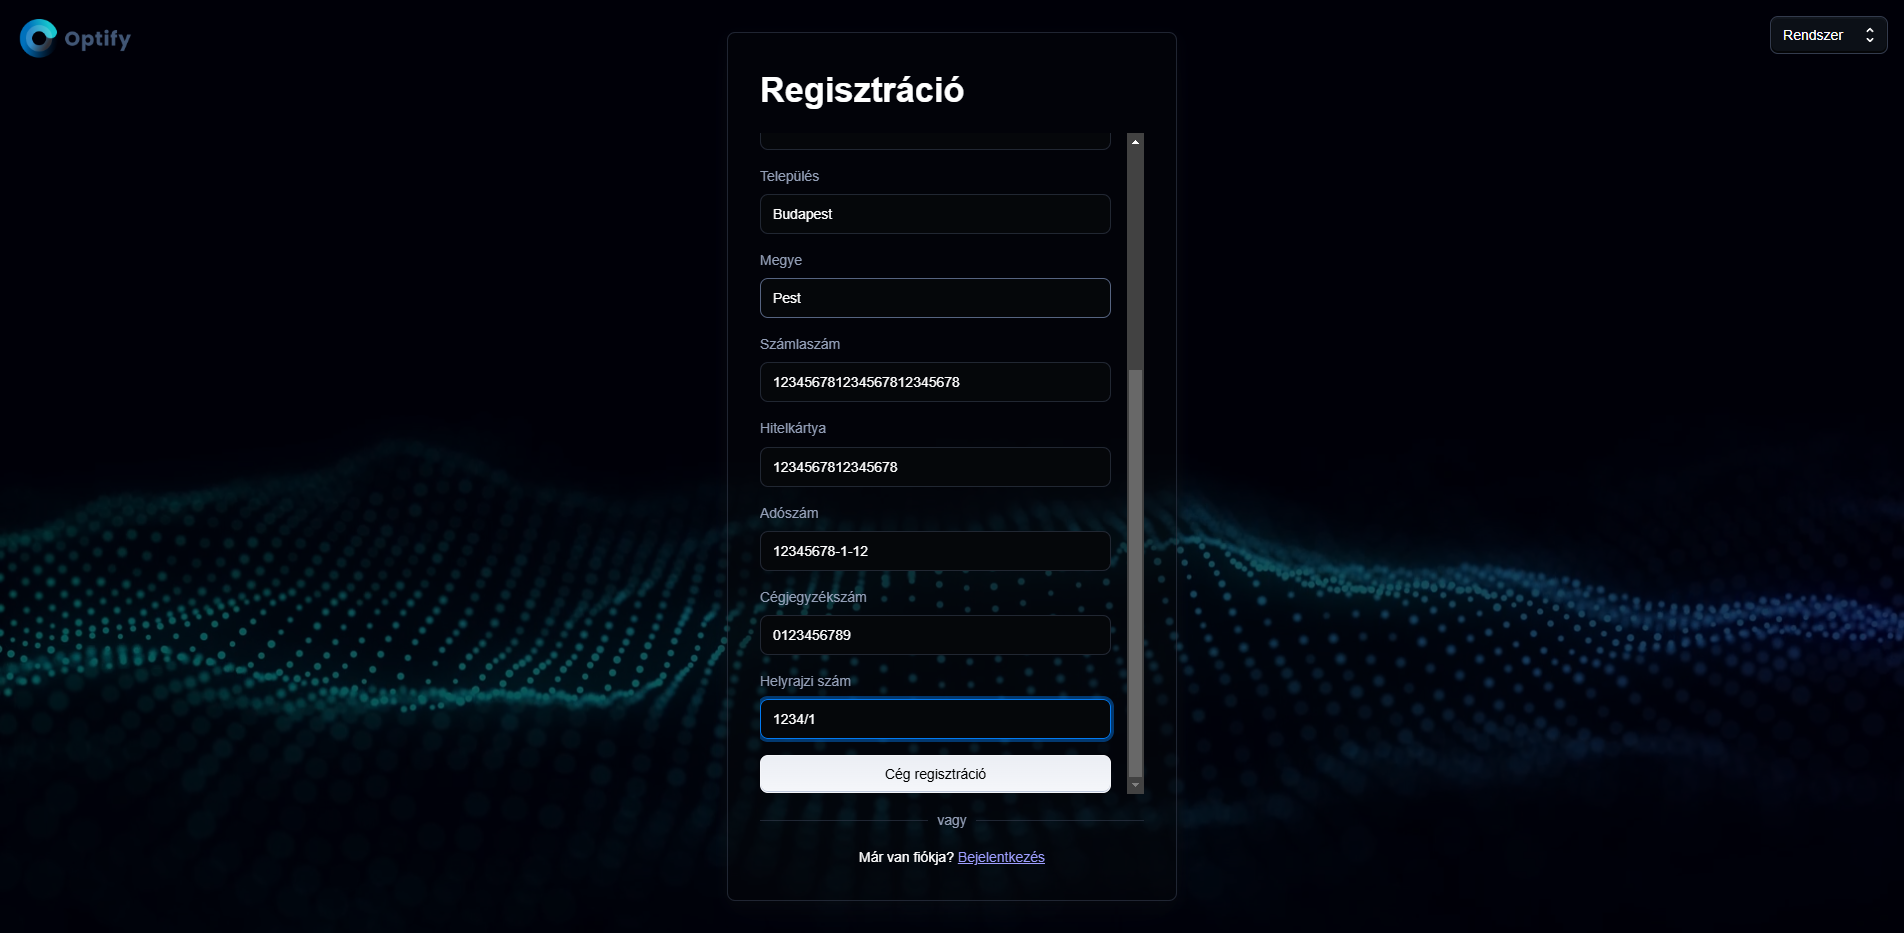 Optify
Rendszer
Regisztráció
Település
Budapest
Megye
Pest
Számlaszám
123456781234567812345678
Hitelkártya
1234567812345678
Adószám
12345678-1-12
Cégjegyzékszám
0123456789
Helyrajzi szám
1234/1
Cég regisztráció
vagy
Már van fiókja? Bejelentkezés